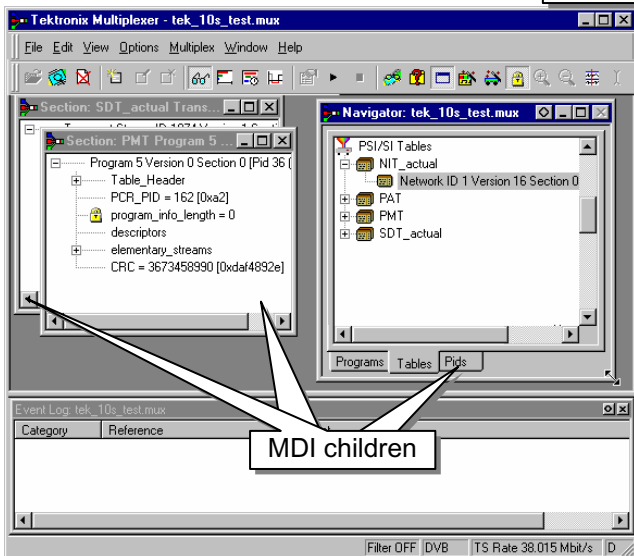 Tektronix Multiplexer - tek_10s_test.mux
File Edit View Options Multiplex Window Help
Section: SDT_actual Trans...
Section: PMT Program 5 ...
Program 5 Version 0 Section 0 [Pid 36 (
Table_Header
PCR_PID = 162 [0xa2]
program_info_length = 0
descriptors
elementary_streams
CRC = 3673458990 [0xdaf4892e]
Navigator: tek_10s_test.mux
PSI/SI Tables
NIT_actual
Network ID 1 Version 16 Section 0
PAT
PMT
SDT_actual
Programs Tables Pids
Event Log: tek_10s_test.mux
Category Reference
MDI children
Filter OFF DVB TS Rate 38.015 Mbit/s D